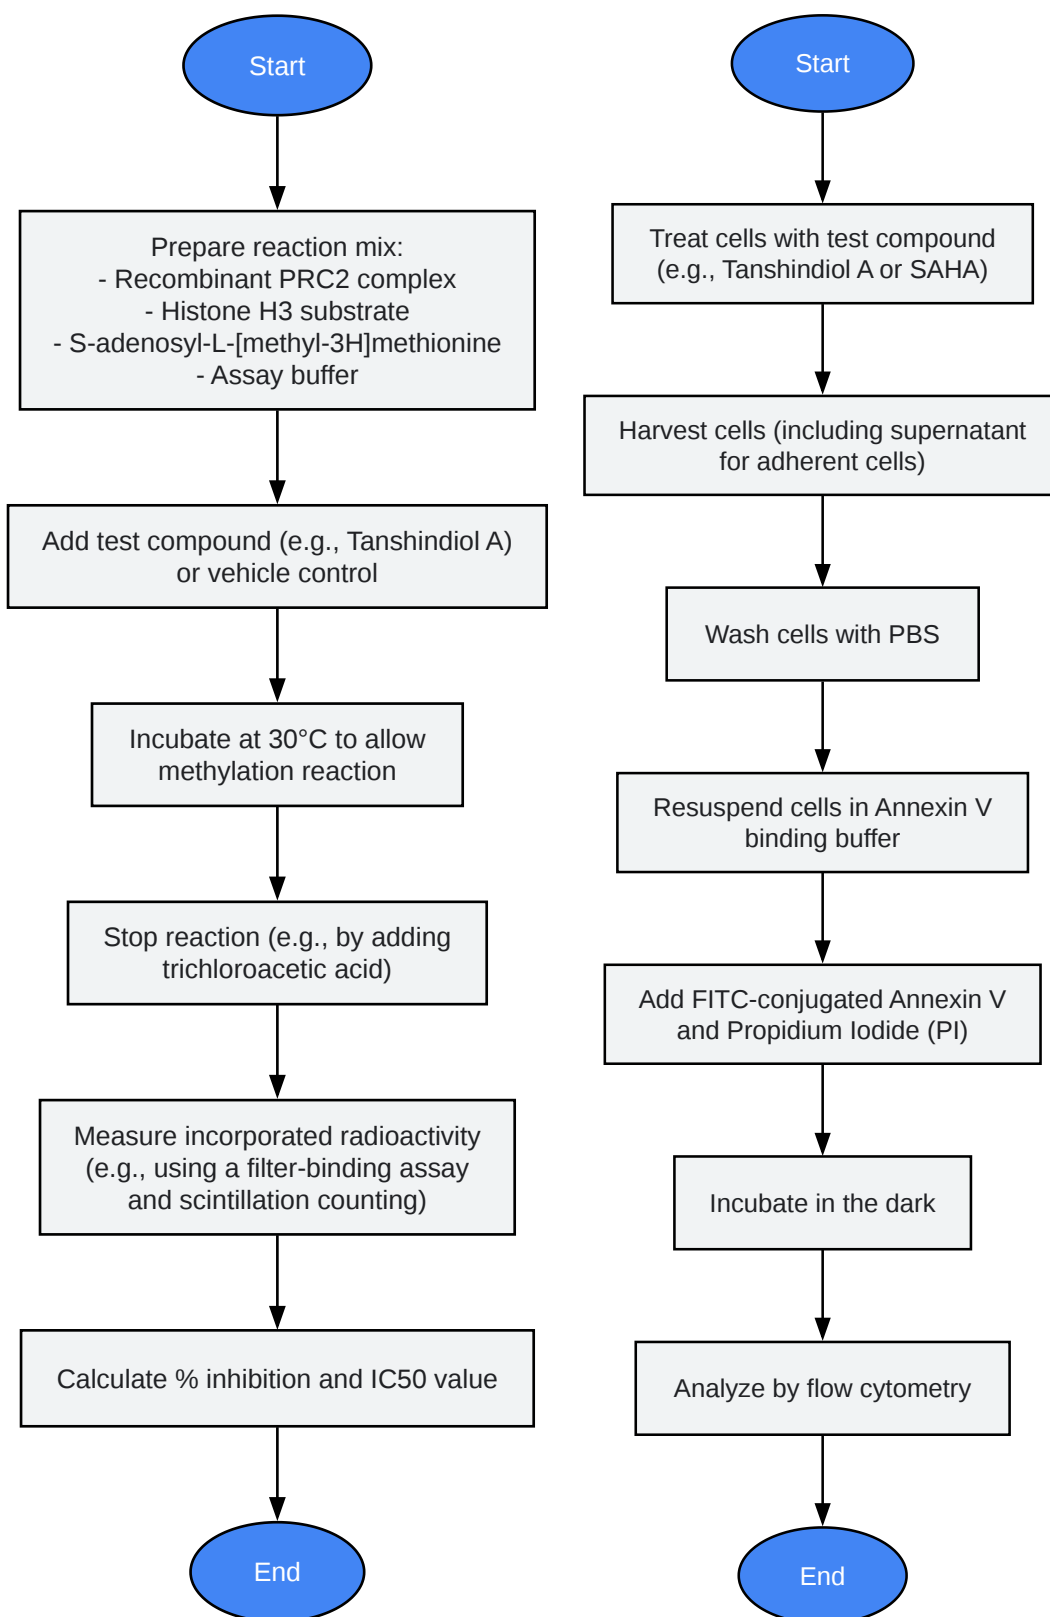 Start
Prepare reaction mix:
- Recombinant PRC2 complex
- Histone H3 substrate
- S-adenosyl-L-[methyl-3H]methionine
- Assay buffer
Add test compound (e.g., Tanshindiol A)
or vehicle control
Incubate at 30°C to allow
methylation reaction
Stop reaction (e.g., by adding
trichloroacetic acid)
Measure incorporated radioactivity
(e.g., using a filter-binding assay
and scintillation counting)
Calculate % inhibition and IC50 value
End
Start
Treat cells with test compound
(e.g., Tanshindiol A or SAHA)
Harvest cells (including supernatant
for adherent cells)
Wash cells with PBS
Resuspend cells in Annexin V
binding buffer
Add FITC-conjugated Annexin V
and Propidium Iodide (PI)
Incubate in the dark
Analyze by flow cytometry
End